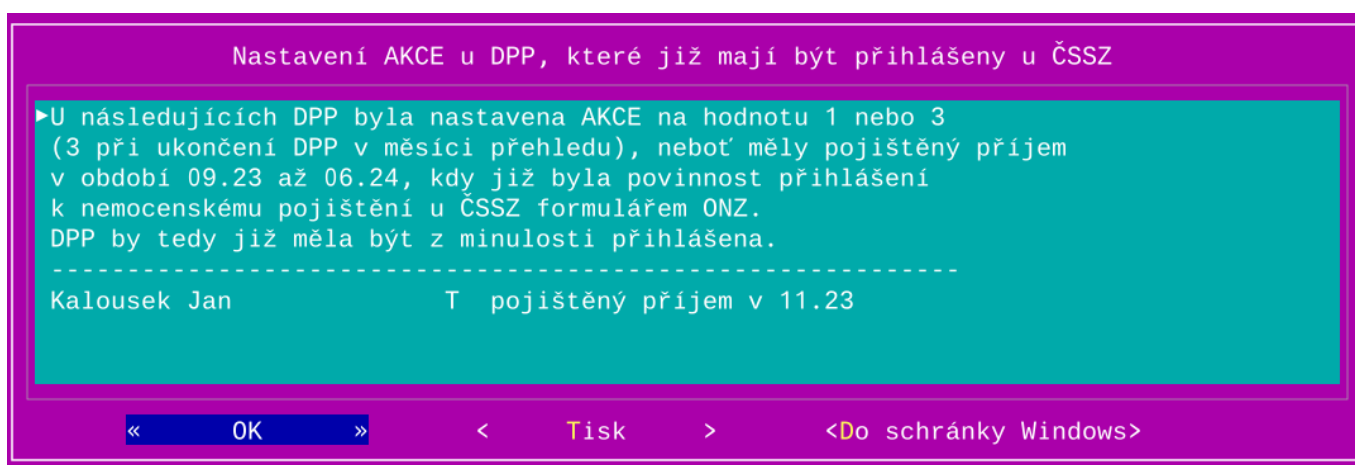 Nastavení AKCE u DPP, které již mají být přihlášeny u ČSSZ
►U následujících DPP byla nastavena AKCE na hodnotu 1 nebo 3
(3 při ukončení DPP v měsíci přehledu), neboť měly pojištěný příjem
v období 09.23 až 06.24, kdy již byla povinnost přihlášení
k nemocenskému pojištění u ČSSZ formulářem ONZ.
DPP by tedy již měla být z minulosti přihlášena.
------------------------------------------------------------
Kalousek Jan T pojištěný příjem v 11.23
« OK » < Tisk > <Do schránky Windows>